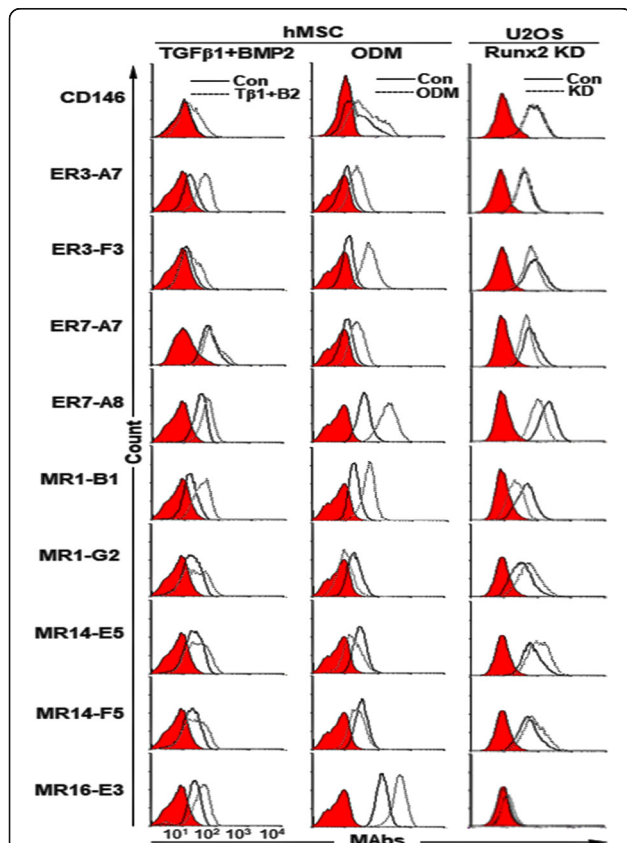 hMSC
U2OS
TGFβ1+BMP2
ODM
Runx2 KD
Con
Tβ1+B2
Con
ODM
Con
KD
CD146
ER3-A7
ER3-F3
ER7-A7
ER7-A8
MR1-B1
MR1-G2
MR14-E5
MR14-F5
MR16-E3
Count
10¹ 10² 10³ 10⁴
MAbs